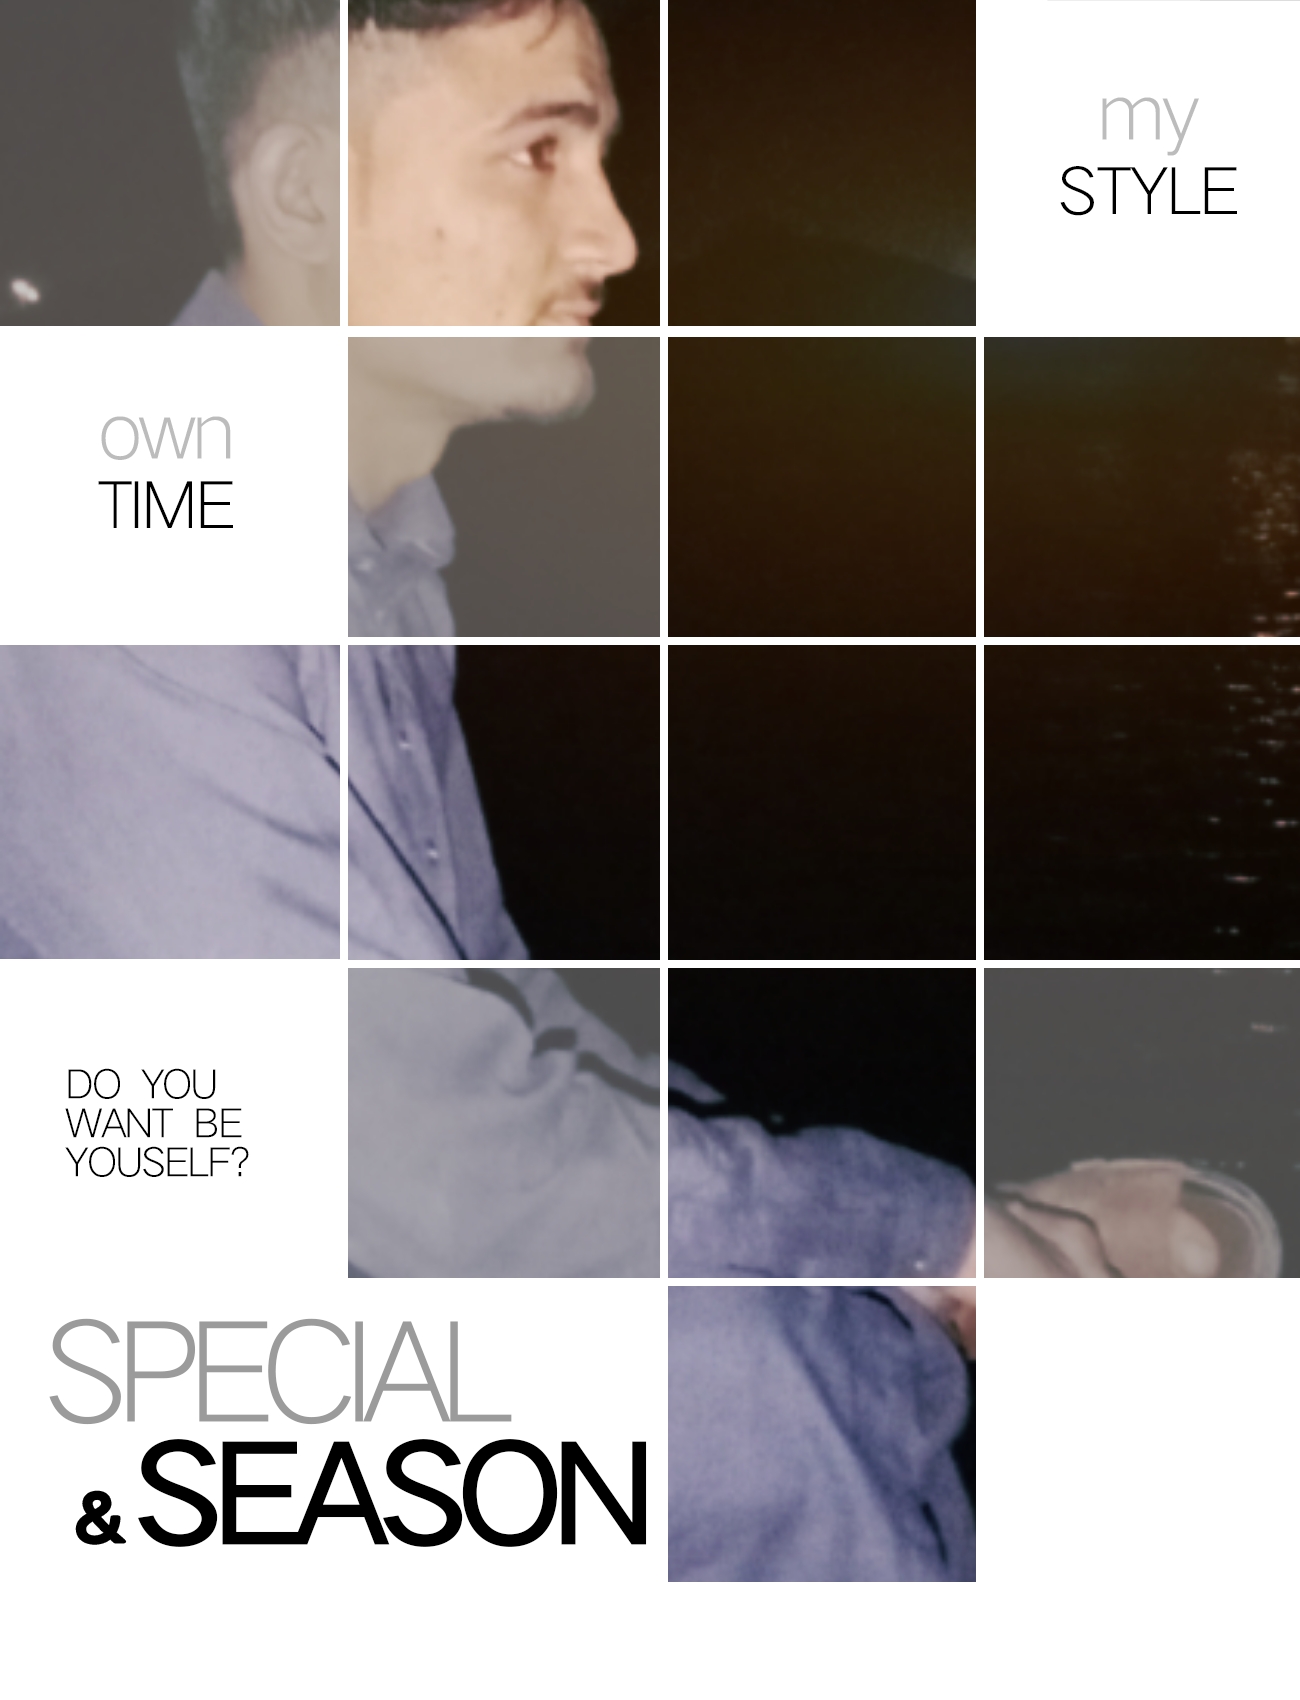 my
STYLE
own
TIME
DO YOU
WANT BE
YOUSELF?
SPECIAL
& SEASON